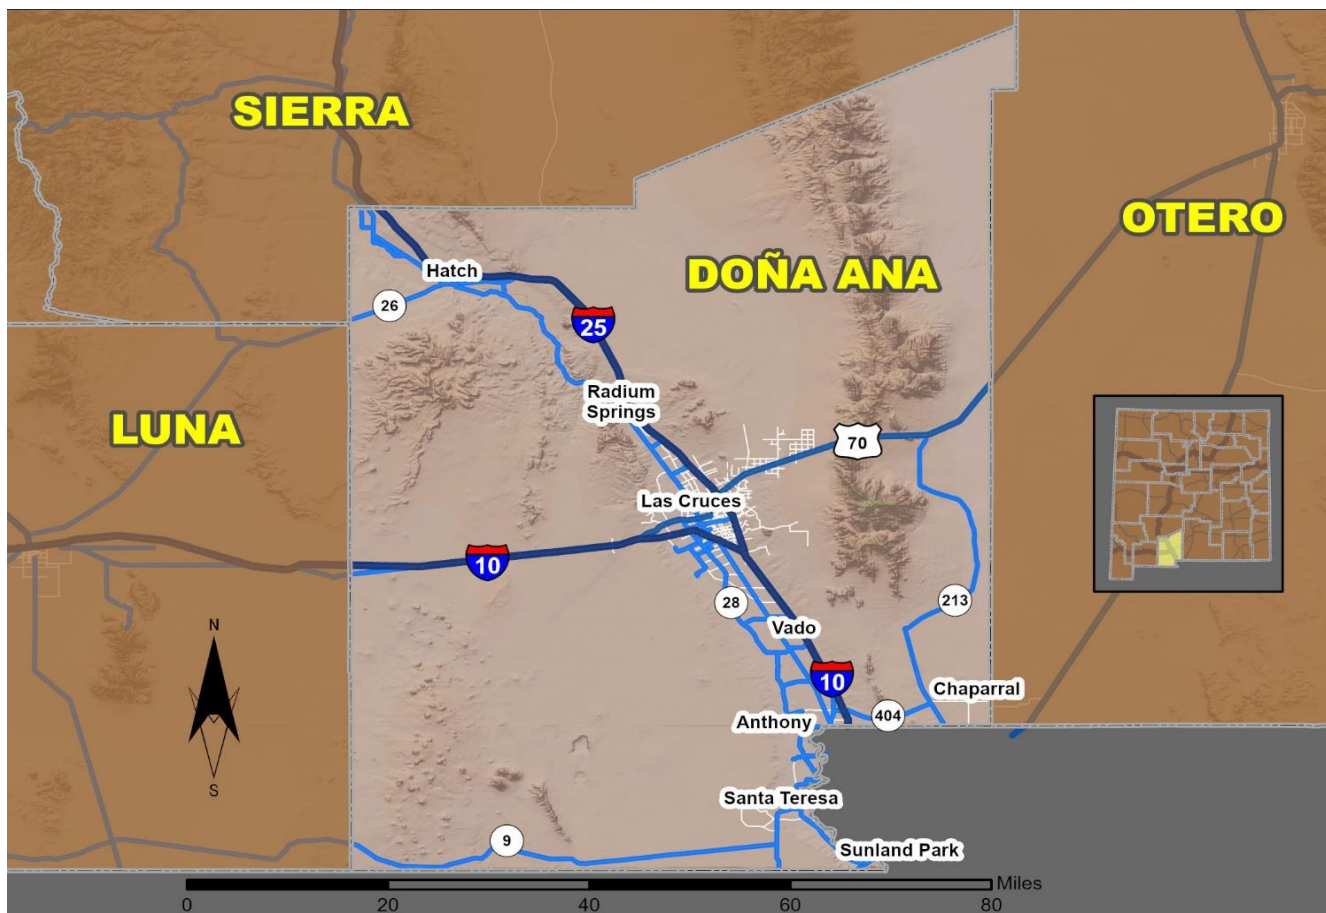 SIERRA
OTERO
DOÑA ANA
Hatch
26
25
Radium
Springs
LUNA
70
Las Cruces
10
28
213
Vado
N
10
Chaparral
404
Anthony
S
Santa Teresa
9
Sunland Park
Miles
0 20 40 60 80